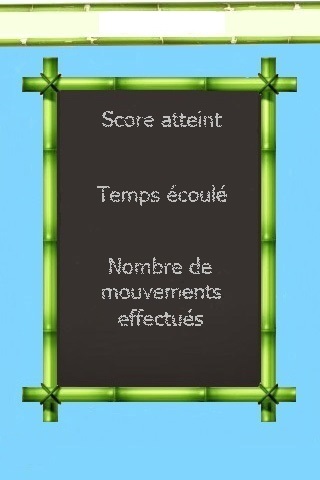 Score atteint
Temps écoulé
Nombre de
mouvements
effectués